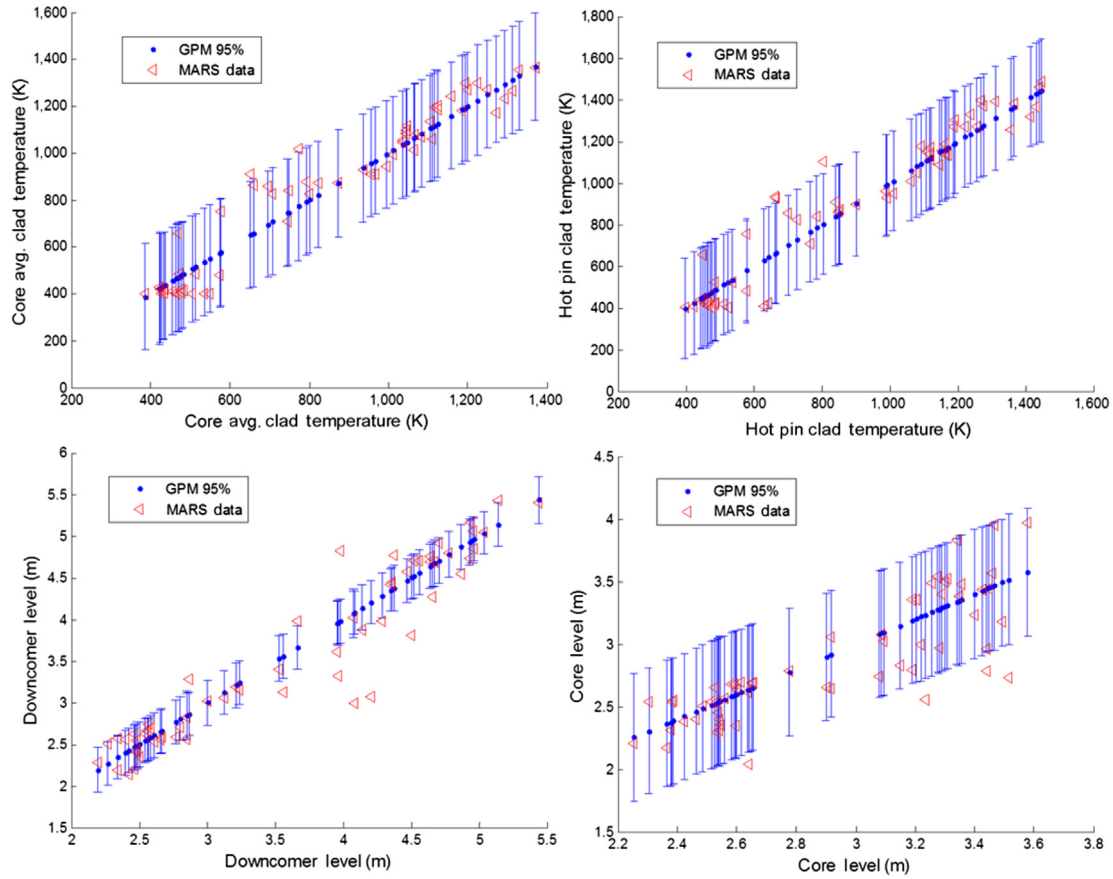 1,600
1,400
1,200
1,000
800
600
400
200
0
Core avg. clad temperature (K)
GPM 95%
MARS data
200 400 600 800 1,000 1,200 1,400
Core avg. clad temperature (K)
1,800
1,600
1,400
1,200
1,000
800
600
400
200
0
Hot pin clad temperature (K)
GPM 95%
MARS data
200 400 600 800 1,000 1,200 1,400 1,600
Hot pin clad temperature (K)
6
5.5
5
4.5
4
3.5
3
2.5
2
1.5
Downcomer level (m)
GPM 95%
MARS data
2 2.5 3 3.5 4 4.5 5 5.5
Downcomer level (m)
4.5
4
3.5
3
2.5
2
1.5
Core level (m)
GPM 95%
MARS data
2.2 2.4 2.6 2.8 3 3.2 3.4 3.6 3.8
Core level (m)